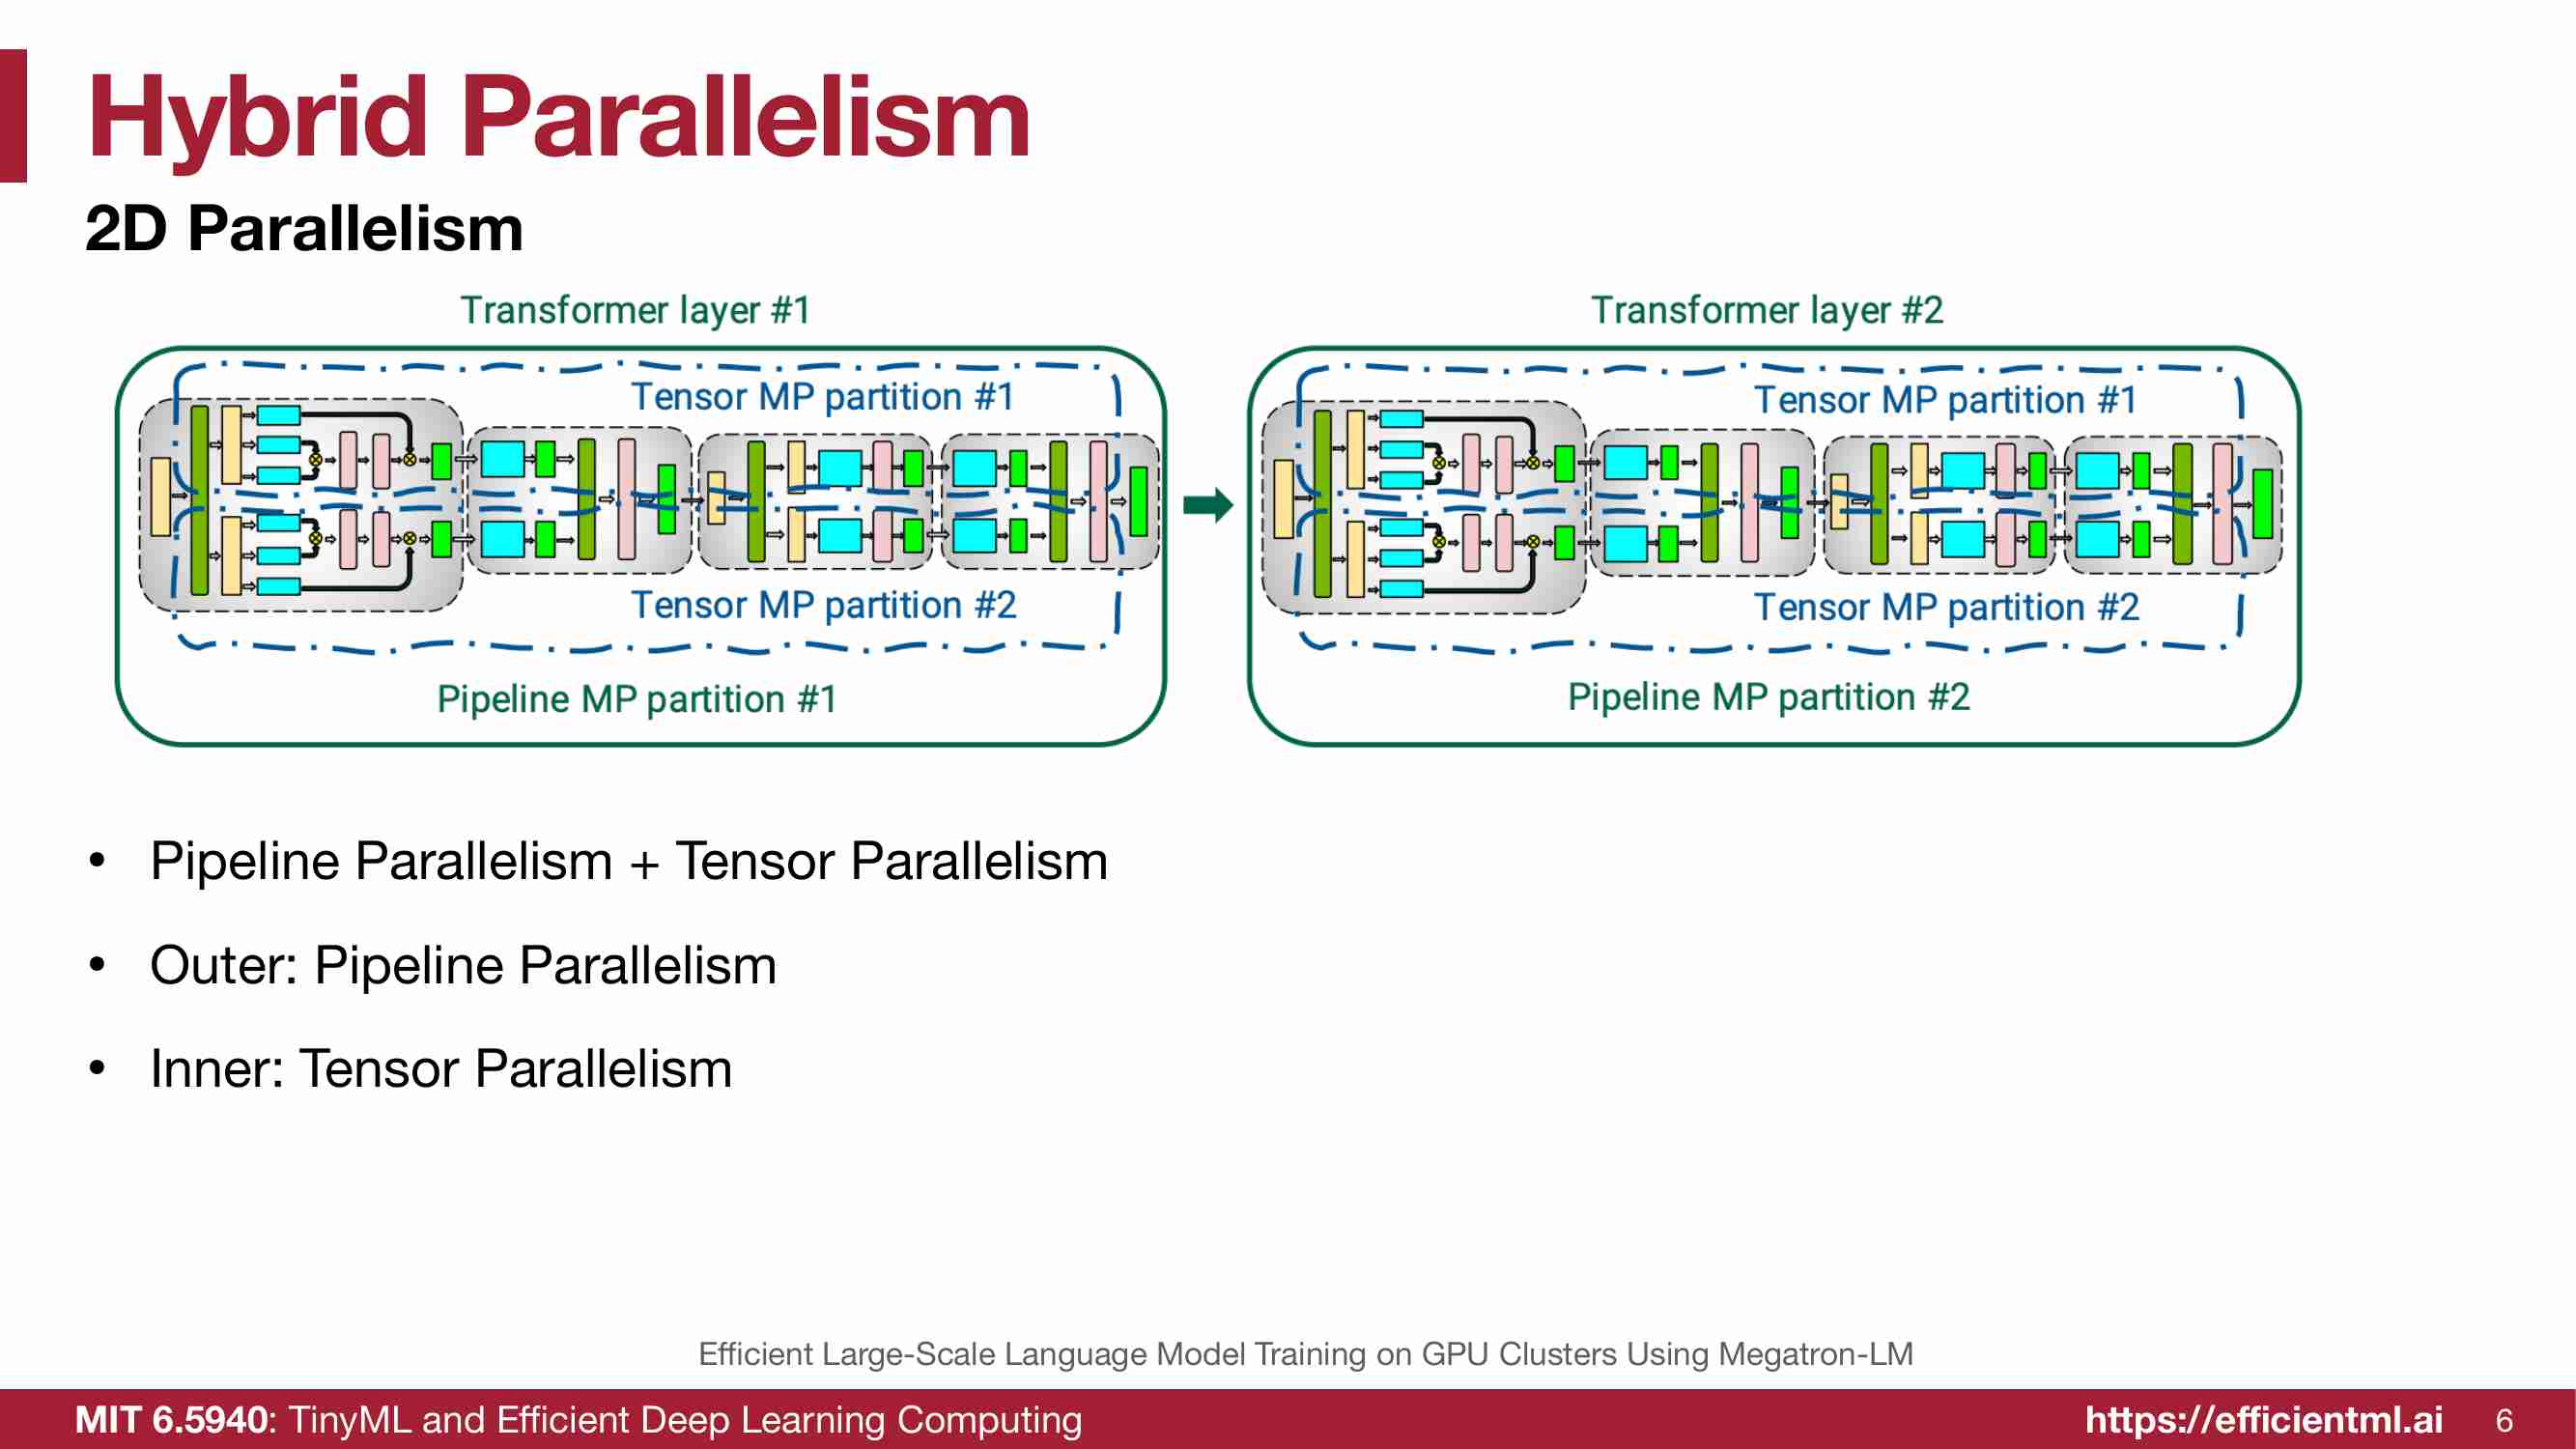 Hybrid Parallelism
2D Parallelism
Transformer layer #1
Tensor MP partition #1
Tensor MP partition #2
Pipeline MP partition #1
Transformer layer #2
Tensor MP partition #1
Tensor MP partition #2
Pipeline MP partition #2
• Pipeline Parallelism + Tensor Parallelism
• Outer: Pipeline Parallelism
• Inner: Tensor Parallelism
Efficient Large-Scale Language Model Training on GPU Clusters Using Megatron-LM
MIT 6.5940: TinyML and Efficient Deep Learning Computing
https://efficientml.ai 6